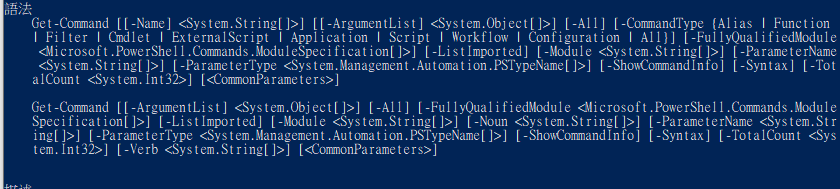 語法
Get-Command [[-Name] <System.String[]>] [[-ArgumentList] <System.Object[]>] [-All] [-CommandType {Alias | Function
| Filter | Cmdlet | ExternalScript | Application | Script | Workflow | Configuration | All}] [-FullyQualifiedModule
<Microsoft.PowerShell.Commands.ModuleSpecification[]>] [-ListImported] [-Module <System.String[]>] [-ParameterName
<System.String[]>] [-ParameterType <System.Management.Automation.PSTypeName[]>] [-ShowCommandInfo] [-Syntax] [-Tot
alCount <System.Int32>] [<CommonParameters>]
Get-Command [[-ArgumentList] <System.Object[]>] [-All] [-FullyQualifiedModule <Microsoft.PowerShell.Commands.Module
Specification[]>] [-ListImported] [-Module <System.String[]>] [-Noun <System.String[]>] [-ParameterName <System.Str
ing[]>] [-ParameterType <System.Management.Automation.PSTypeName[]>] [-ShowCommandInfo] [-Syntax] [-TotalCount <Sys
tem.Int32>] [-Verb <System.String[]>] [<CommonParameters>]